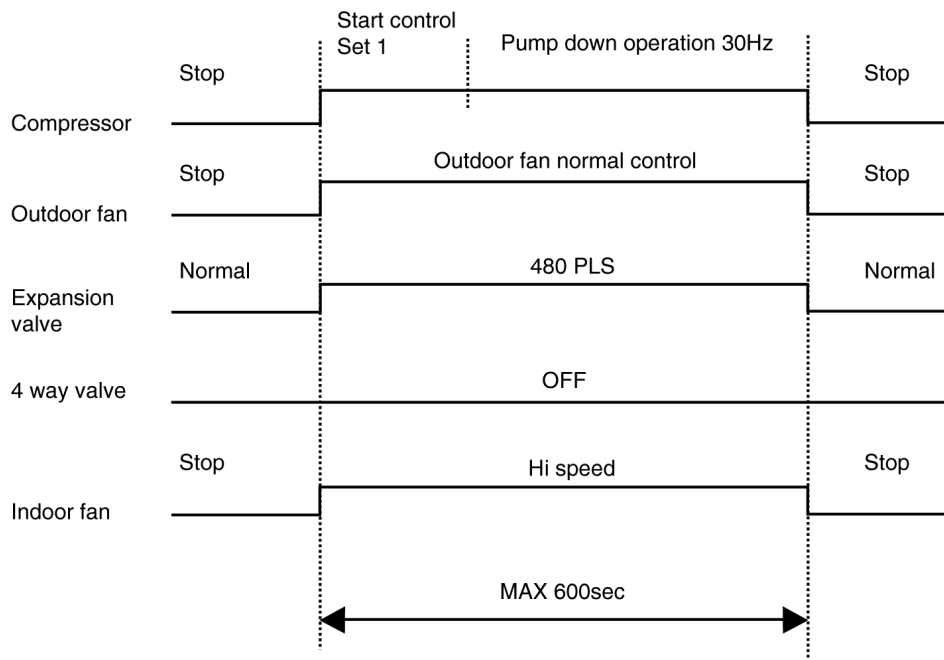 Start control
Set 1
Pump down operation 30Hz
Stop
Stop
Compressor
Outdoor fan normal control
Stop
Stop
Outdoor fan
Normal
480 PLS
Normal
Expansion
valve
OFF
4 way valve
Stop
Hi speed
Stop
Indoor fan
MAX 600sec